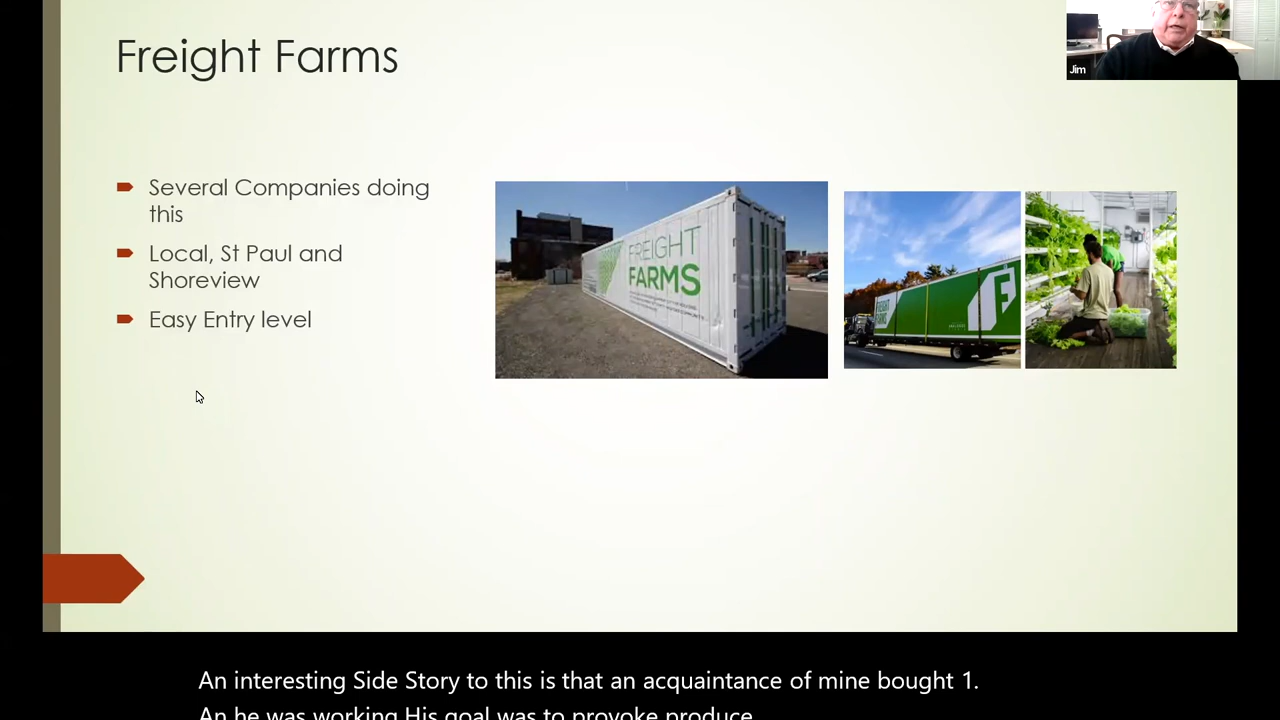 Freight Farms
Jim
Several Companies doing
this
Local, St Paul and
Shoreview
Easy Entry level
FREIGHT
FARMS
FREIGHT
FARMS
F
An interesting Side Story to this is that an acquaintance of mine bought 1.
An he was working His goal was to provoke produce